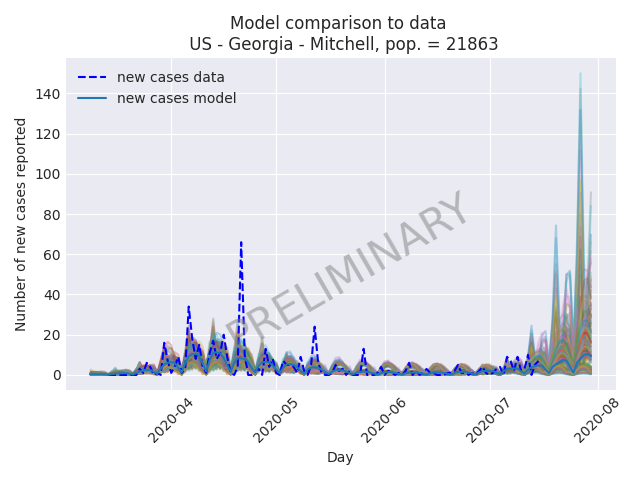 Model comparison to data
US - Georgia - Mitchell, pop. = 21863
new cases data
new cases model
Number of new cases reported
140
120
100
80
60
40
20
0
PRELIMINARY
2020-04
2020-05
2020-06
2020-07
2020-08
Day